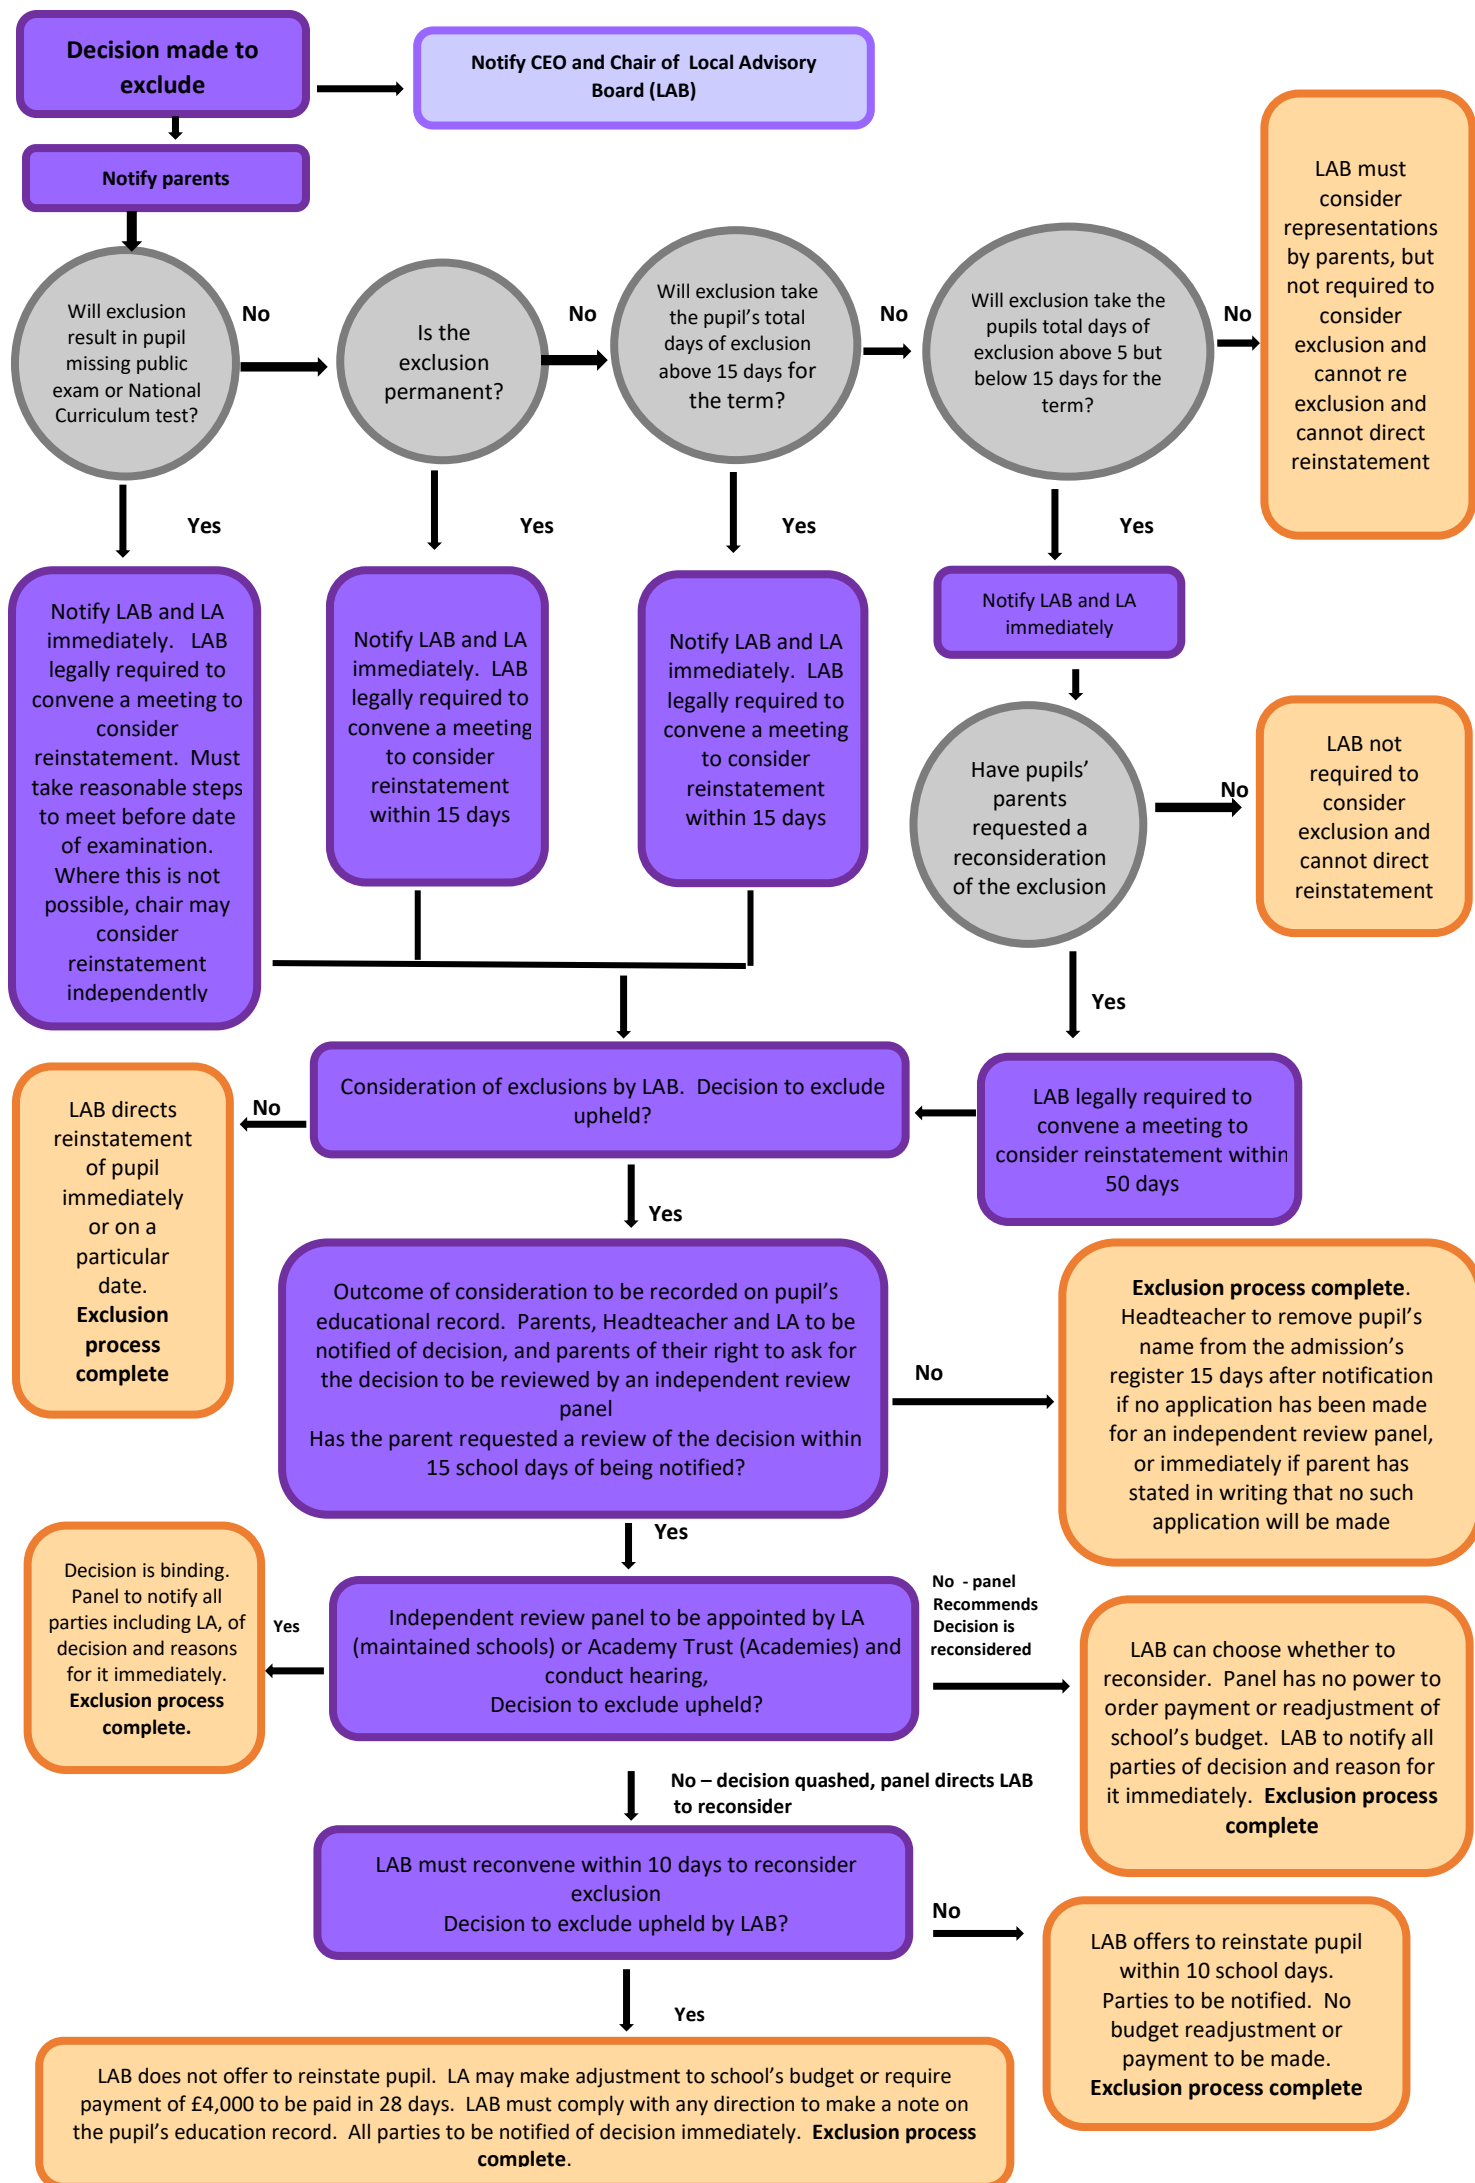 Decision made to
exclude
Notify CEO and Chair of Local Advisory
Board (LAB)
Notify parents
LAB must
consider
representations
by parents, but
not required to
consider
exclusion and
cannot re
exclusion and
cannot direct
reinstatement
Will exclusion
result in pupil
missing public
exam or National
Curriculum test?
No
Is the
exclusion
permanent?
No
Will exclusion take
the pupil's total
days of exclusion
above 15 days for
the term?
No
Will exclusion take the
pupils total days of
exclusion above 5 but
below 15 days for the
term?
No
Yes
Yes
Yes
Yes
Notify LAB and LA
immediately. LAB
legally required to
convene a meeting to
consider
reinstatement. Must
take reasonable steps
to meet before date
of examination.
Where this is not
possible, chair may
consider
reinstatement
independently
Notify LAB and LA
immediately. LAB
legally required to
convene a meeting
to consider
reinstatement
within 15 days
Notify LAB and LA
immediately. LAB
legally required to
convene a meeting
to consider
reinstatement
within 15 days
Notify LAB and LA
immediately
Have pupils'
parents
requested a
reconsideration
of the exclusion
No
LAB not
required to
consider
exclusion and
cannot direct
reinstatement
Yes
Consideration of exclusions by LAB. Decision to exclude
upheld?
LAB legally required to
convene a meeting to
consider reinstatement within
50 days
No
LAB directs
reinstatement
of pupil
immediately
or on a
particular
date.
Exclusion
process
complete
Yes
Outcome of consideration to be recorded on pupil's
educational record. Parents, Headteacher and LA to be
notified of decision, and parents of their right to ask for
the decision to be reviewed by an independent review
panel
Has the parent requested a review of the decision within
15 school days of being notified?
No
Exclusion process complete.
Headteacher to remove pupil's
name from the admission's
register 15 days after notification
if no application has been made
for an independent review panel,
or immediately if parent has
stated in writing that no such
application will be made
Yes
Decision is binding.
Panel to notify all
parties including LA, of
decision and reasons
for it immediately.
Exclusion process
complete.
Yes
Independent review panel to be appointed by LA
(maintained schools) or Academy Trust (Academies) and
conduct hearing,
Decision to exclude upheld?
No - panel
Recommends
Decision is
reconsidered
LAB can choose whether to
reconsider. Panel has no power to
order payment or readjustment of
school's budget. LAB to notify all
parties of decision and reason for
it immediately. Exclusion process
complete
No – decision quashed, panel directs LAB
to reconsider
LAB must reconvene within 10 days to reconsider
exclusion
Decision to exclude upheld by LAB?
No
LAB offers to reinstate pupil
within 10 school days.
Parties to be notified. No
budget readjustment or
payment to be made.
Exclusion process complete
Yes
LAB does not offer to reinstate pupil. LA may make adjustment to school's budget or require
payment of £4,000 to be paid in 28 days. LAB must comply with any direction to make a note on
the pupil's education record. All parties to be notified of decision immediately. Exclusion process
complete.